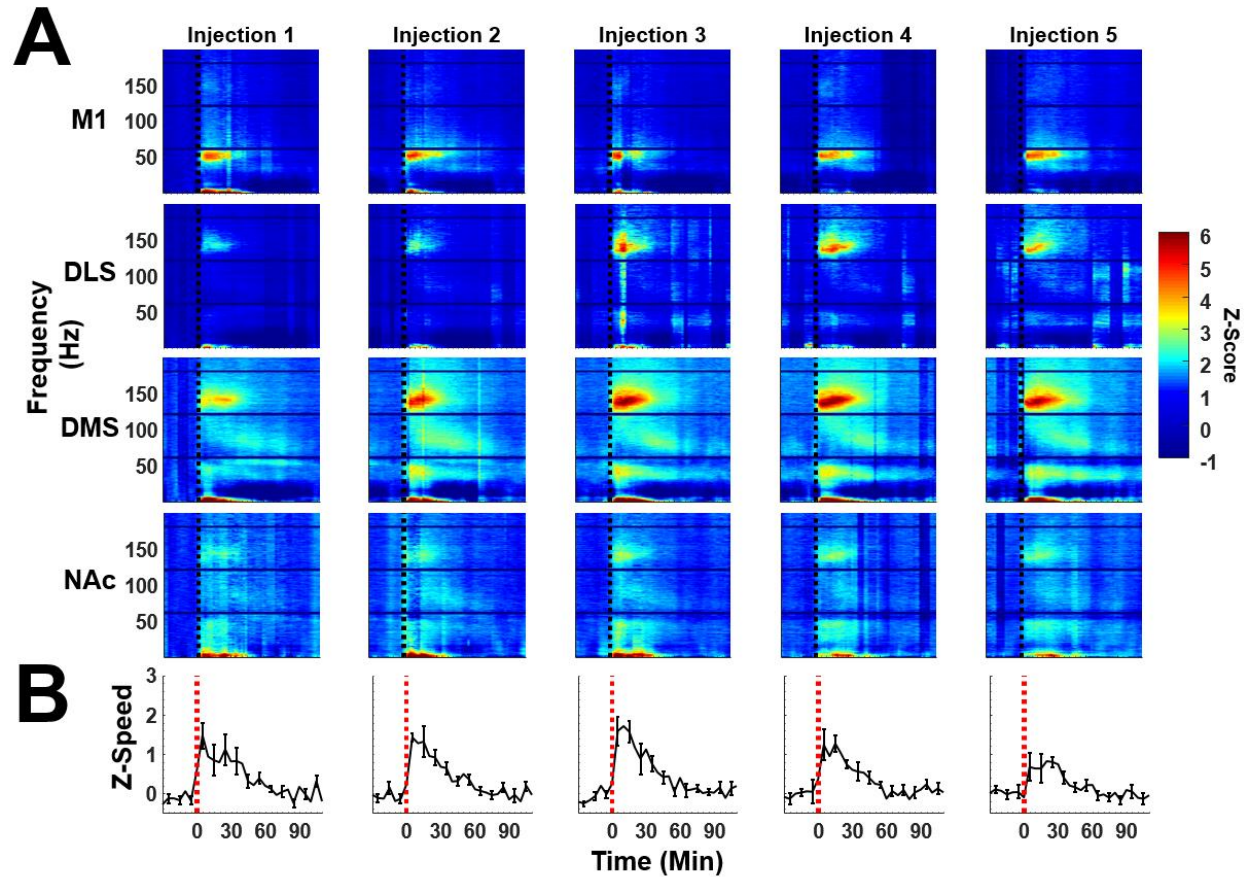 A
Injection 1 Injection 2 Injection 3 Injection 4 Injection 5
M1
150
100
50
DLS
150
100
50
DMS
150
100
50
NAc
150
100
50
Frequency
(Hz)
6
5
4
3
2
1
0
-1
Z-Score
B
Z-Speed
3
2
1
0
0 30 60 90 0 30 60 90 0 30 60 90 0 30 60 90 0 30 60 90
Time (Min)